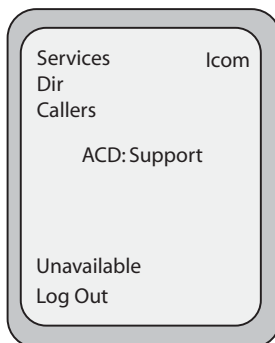 Services Icom
Dir
Callers
ACD: Support
Unavailable
Log Out